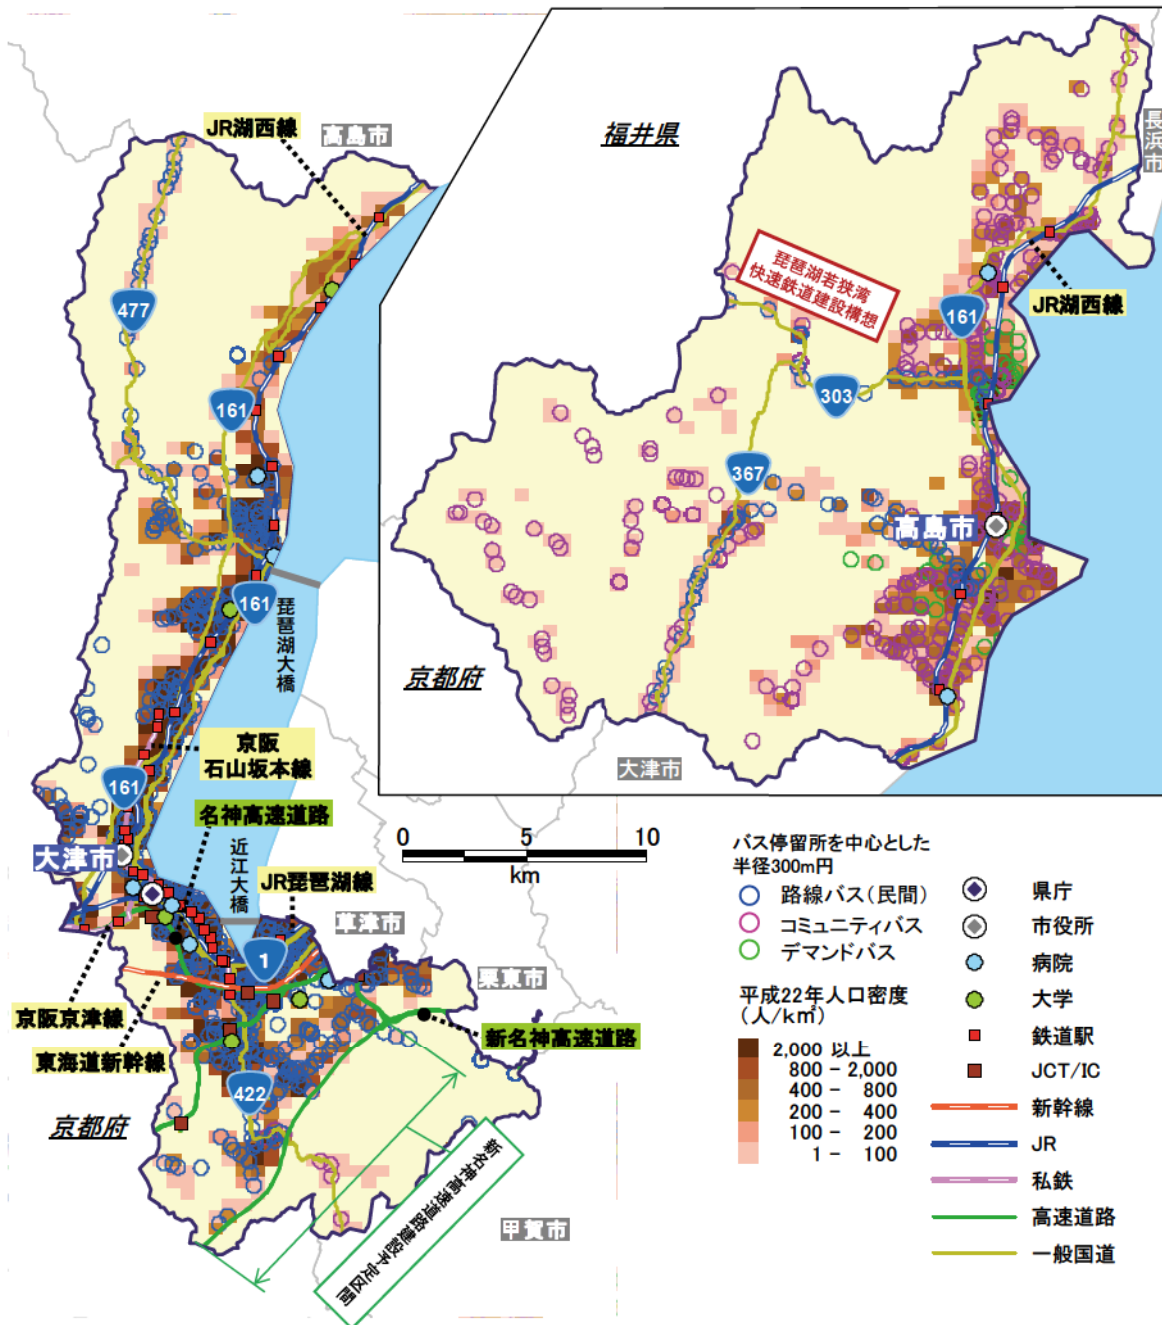 JR湖西線
高島市
477
161
161
琵琶湖大橋
京阪
石山坂本線
161
名神高速道路
大津市
近江大橋
JR琵琶湖線
草津市
1
栗東市
京阪京津線
東海道新幹線
新名神高速道路
422
京都府
新名神高速道路建設予定区間
甲賀市
福井県
長浜市
琵琶湖若狭湾
快速鉄道建設構想
161
JR湖西線
303
367
高島市
京都府
大津市
0 5 10
km
バス停留所を中心とした
半径300m円
路線バス(民間)
コミュニティバス
デマンドバス
平成22年人口密度
(人/k㎡)
2,000 以上
800 - 2,000
400 - 800
200 - 400
100 - 200
1 - 100
県庁
市役所
病院
大学
鉄道駅
JCT/IC
新幹線
JR
私鉄
高速道路
一般国道